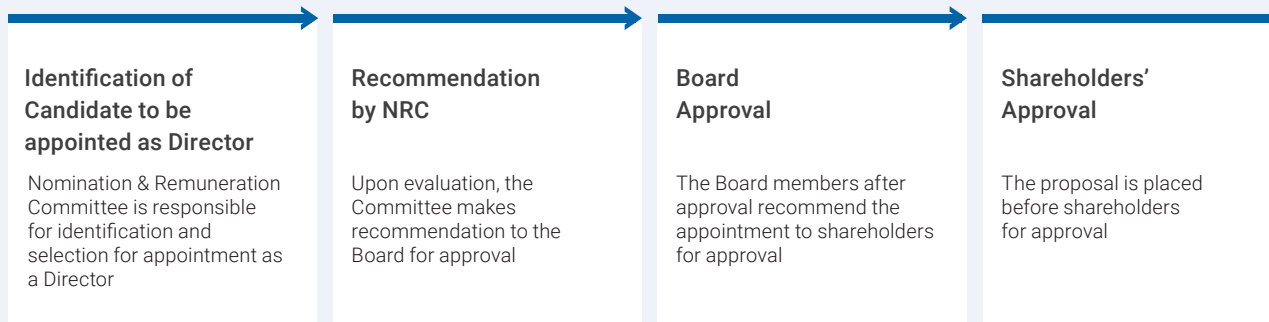 Identification of
Candidate to be
appointed as Director
Nomination & Remuneration
Committee is responsible
for identification and
selection for appointment as
a Director
Recommendation
by NRC
Upon evaluation, the
Committee makes
recommendation to the
Board for approval
Board
Approval
The Board members after
approval recommend the
appointment to shareholders
for approval
Shareholders’
Approval
The proposal is placed
before shareholders
for approval